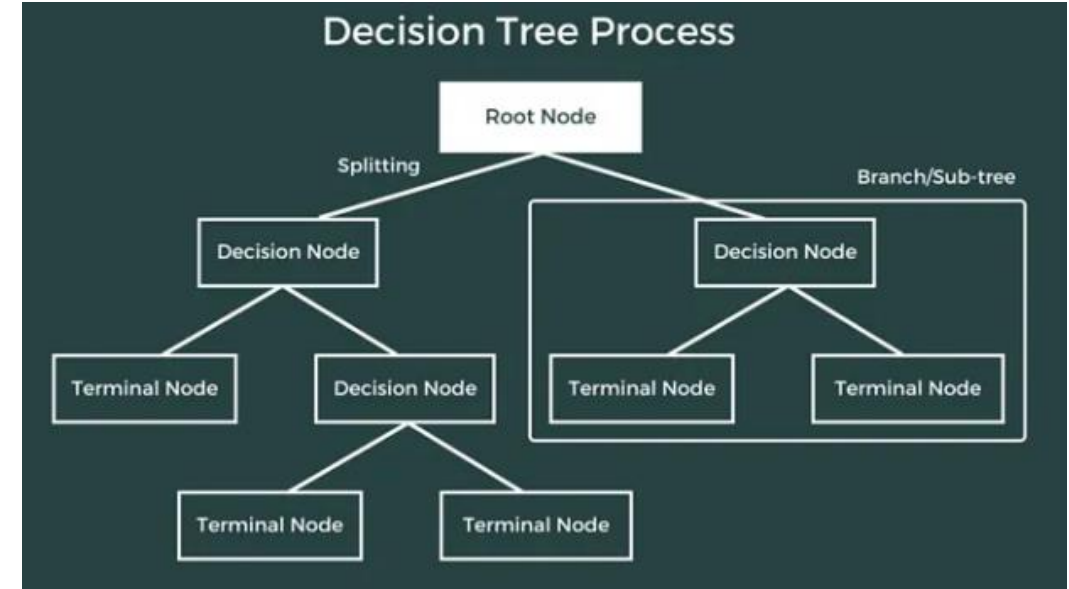 Decision Tree Process
Root Node
Splitting
Branch/Sub-tree
Decision Node
Decision Node
Terminal Node
Decision Node
Terminal Node
Terminal Node
Terminal Node
Terminal Node